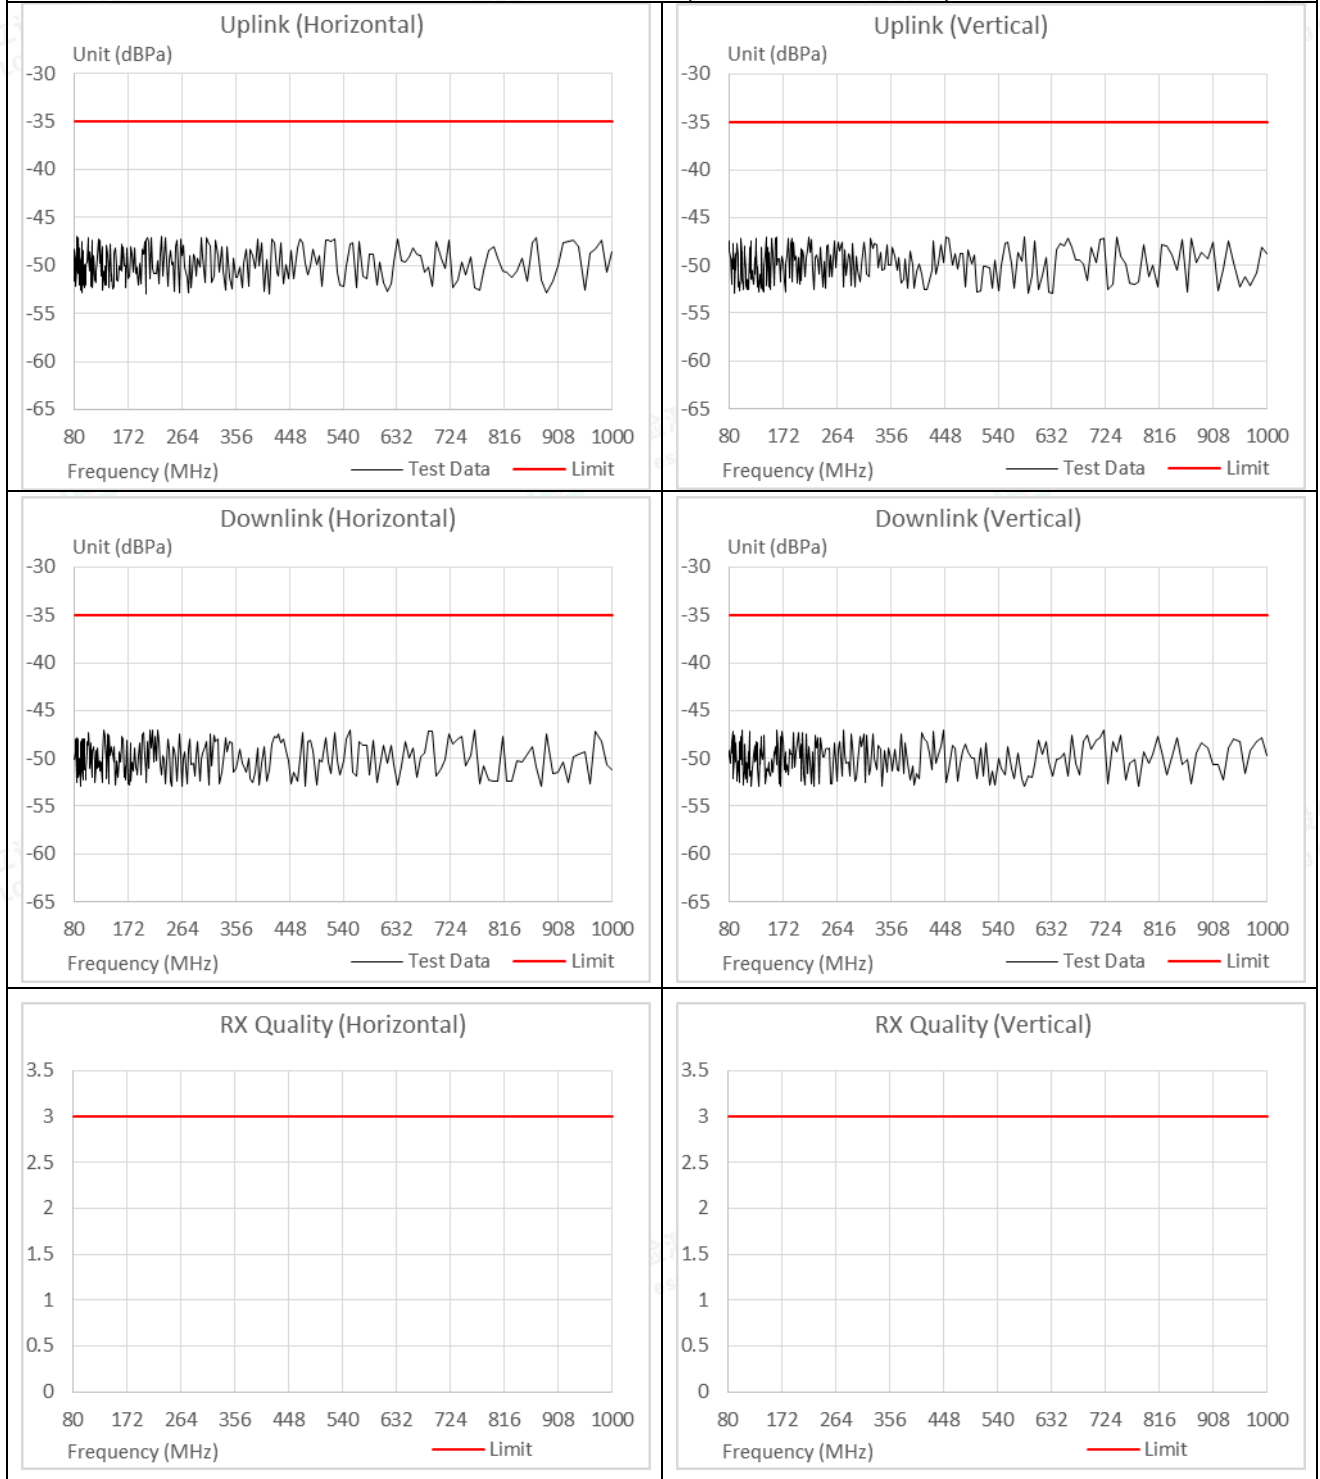 Uplink (Horizontal)
Unit (dBPa)
-30
-35
-40
-45
-50
-55
-60
-65
80 172 264 356 448 540 632 724 816 908 1000
Frequency (MHz) Test Data Limit
Uplink (Vertical)
Unit (dBPa)
-30
-35
-40
-45
-50
-55
-60
-65
80 172 264 356 448 540 632 724 816 908 1000
Frequency (MHz) Test Data Limit
Downlink (Horizontal)
Unit (dBPa)
-30
-35
-40
-45
-50
-55
-60
-65
80 172 264 356 448 540 632 724 816 908 1000
Frequency (MHz) Test Data Limit
Downlink (Vertical)
Unit (dBPa)
-30
-35
-40
-45
-50
-55
-60
-65
80 172 264 356 448 540 632 724 816 908 1000
Frequency (MHz) Test Data Limit
RX Quality (Horizontal)
3.5
3
2.5
2
1.5
1
0.5
0
80 172 264 356 448 540 632 724 816 908 1000
Frequency (MHz) Limit
RX Quality (Vertical)
3.5
3
2.5
2
1.5
1
0.5
0
80 172 264 356 448 540 632 724 816 908 1000
Frequency (MHz) Limit